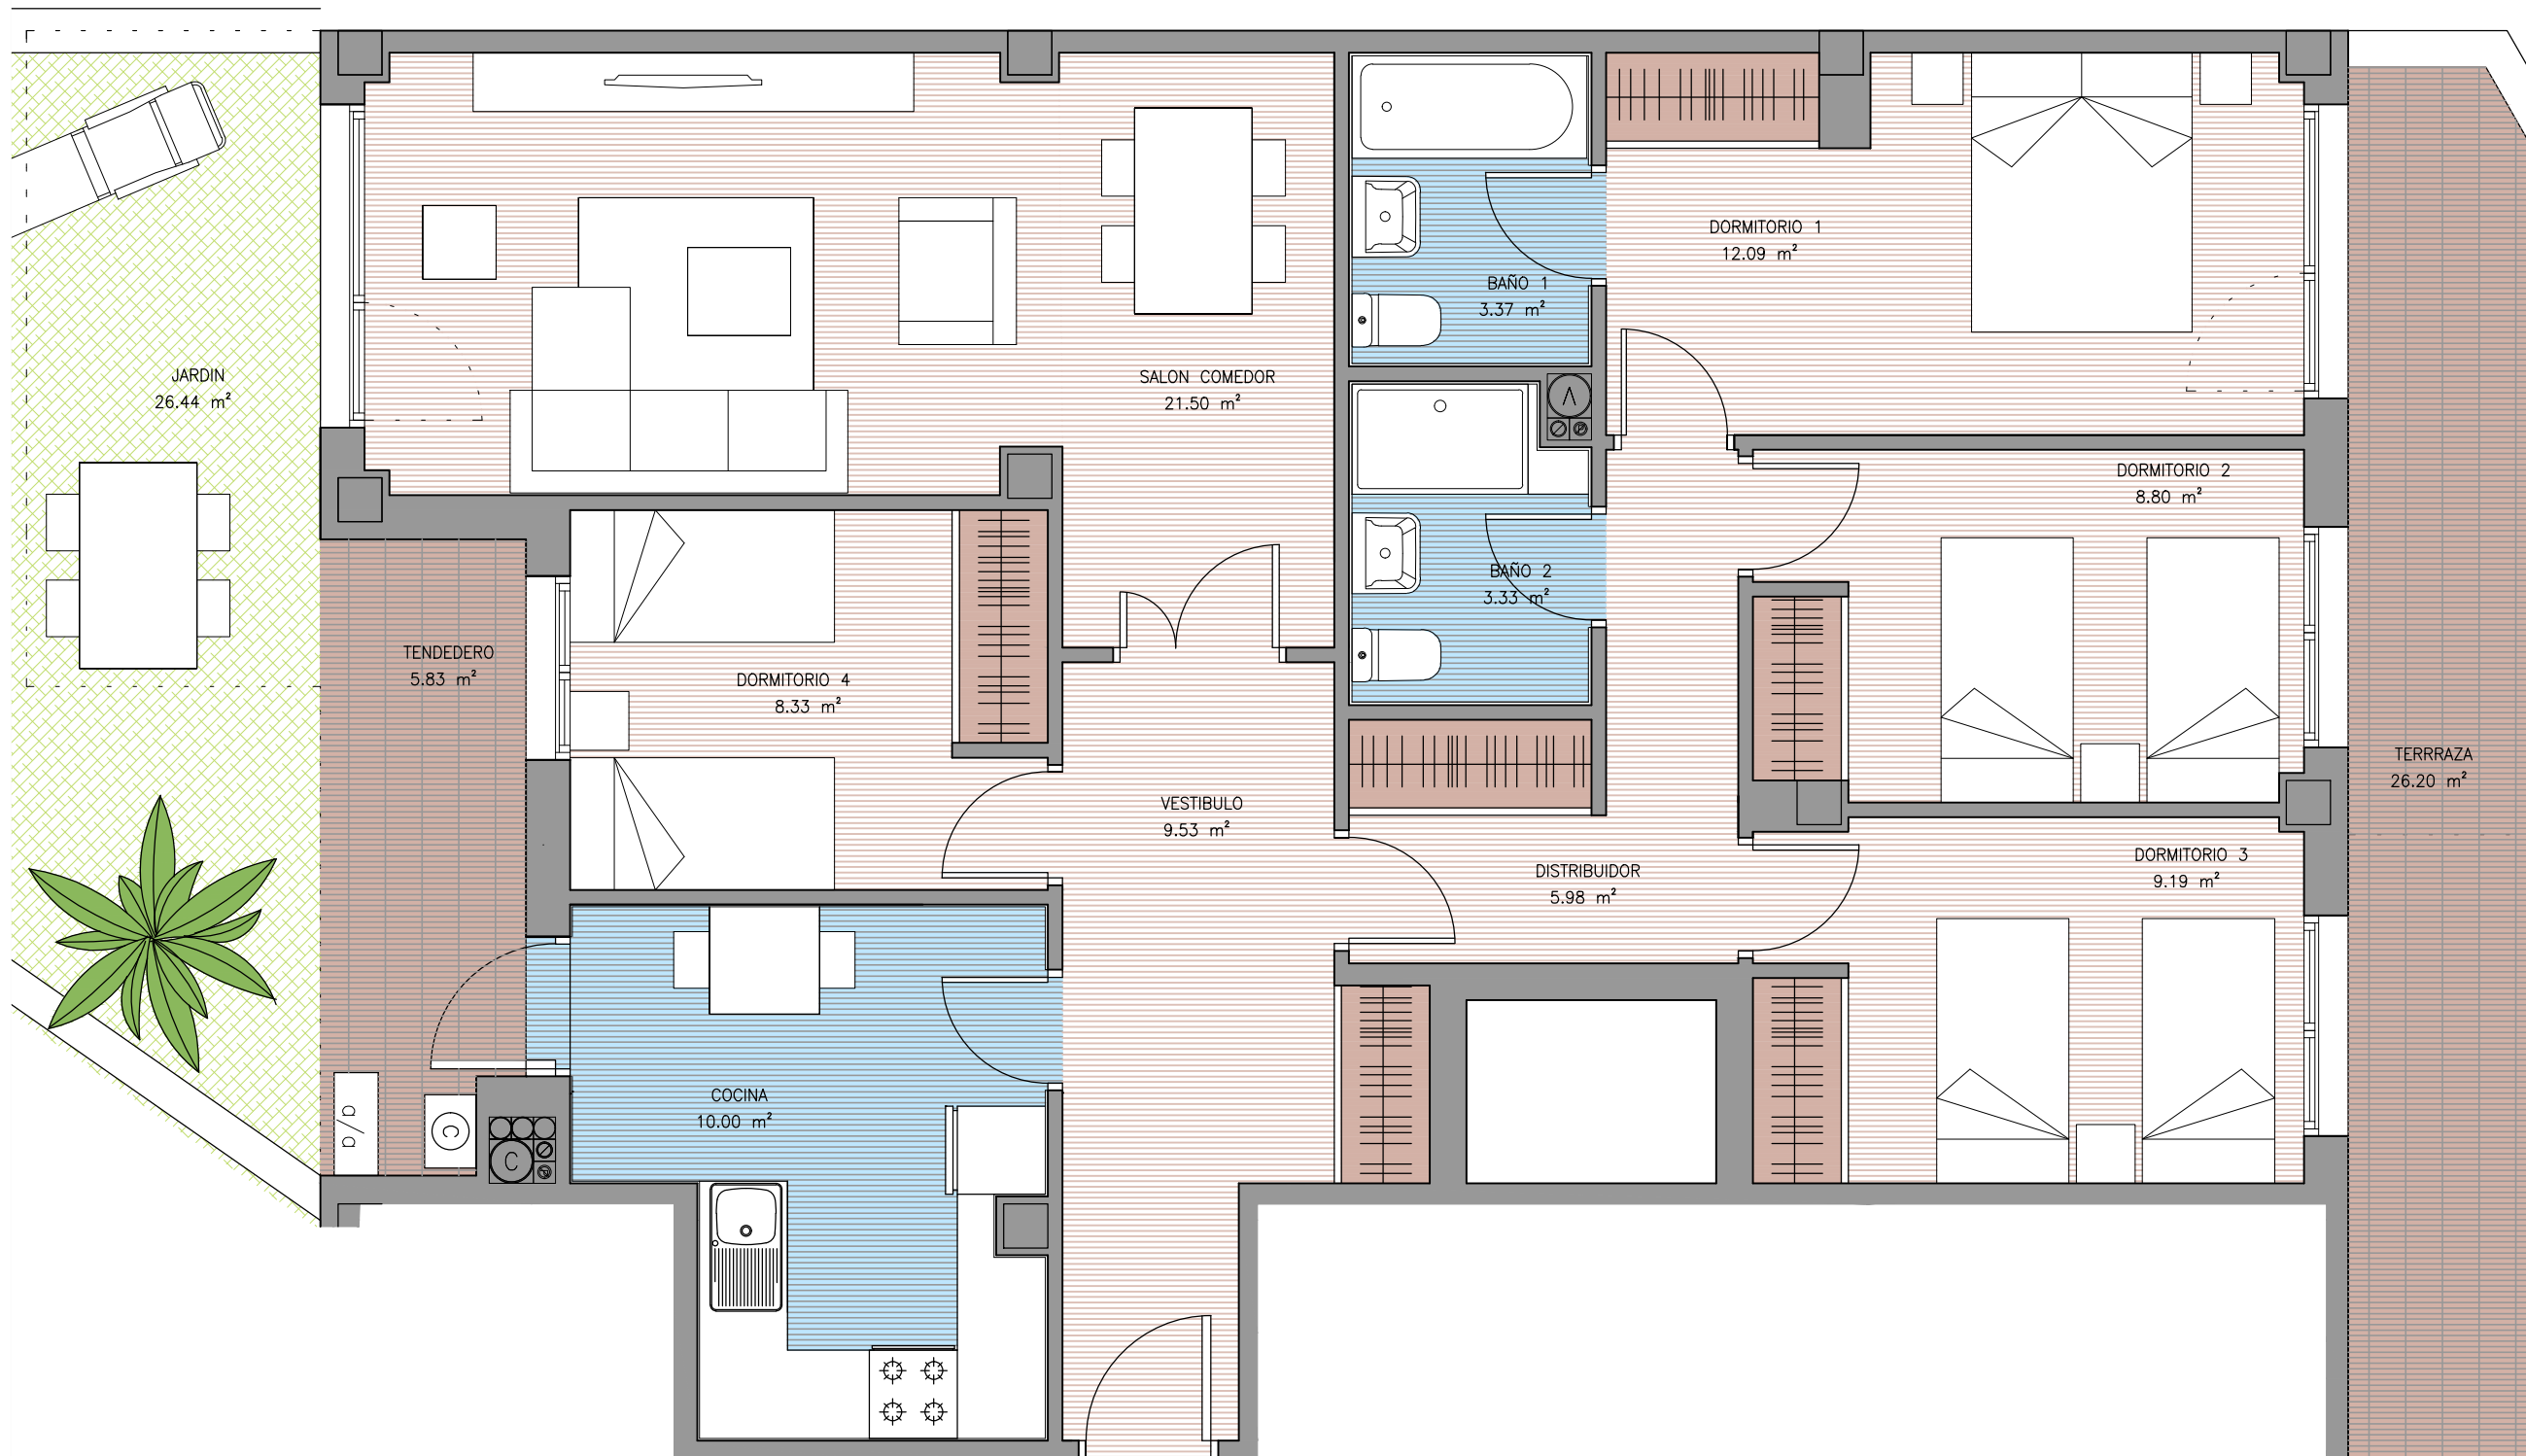 JARDIN
26.44 m²
SALON COMEDOR
21.50 m²
BAÑO 1
3.37 m²
DORMITORIO 1
12.09 m²
V
DORMITORIO 2
8.80 m²
BAÑO 2
3.33 m²
TENDEDERO
5.83 m²
DORMITORIO 4
8.33 m²
VESTIBULO
9.53 m²
DISTRIBUIDOR
5.98 m²
DORMITORIO 3
9.19 m²
TERRRAZA
26.20 m²
COCINA
10.00 m²
a/a
C
C